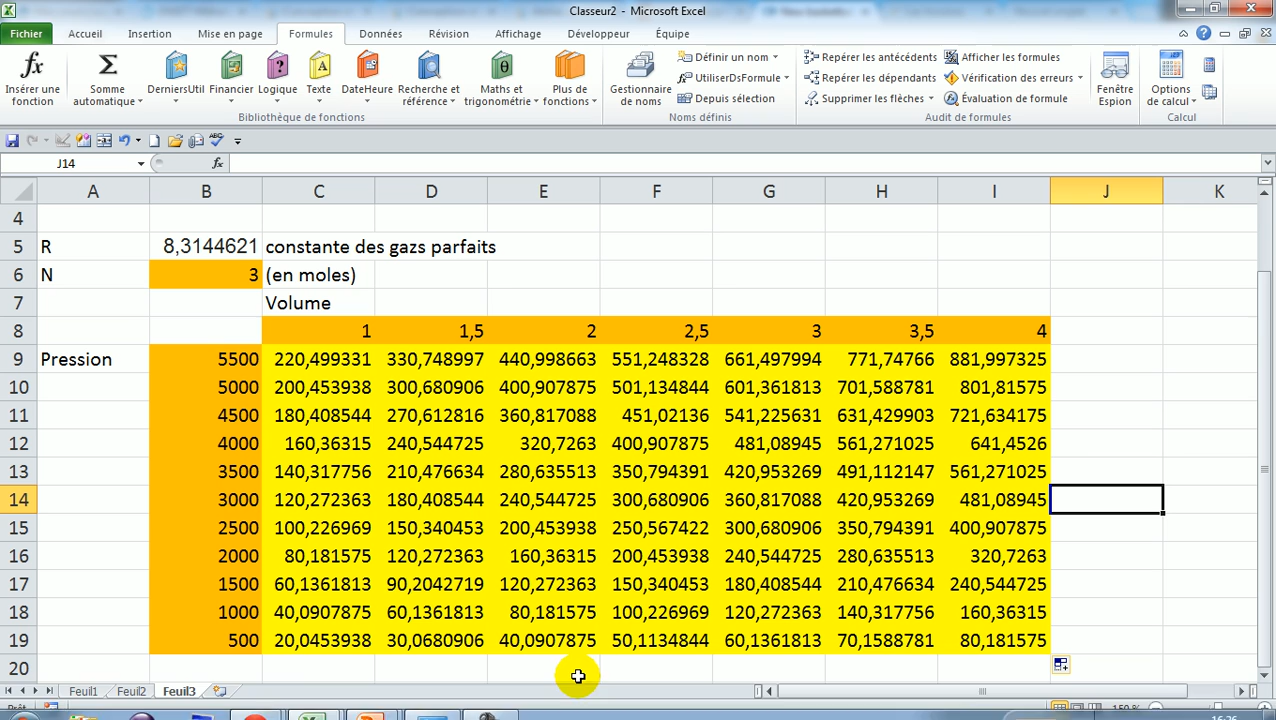 Classeur2 - Microsoft Excel
Fichier Accueil Insertion Mise en page Formules Données Révision Affichage Développeur Équipe
Insérer une fonction
Somme automatique
DerniersUtil
Financier
Logique
Texte
DateHeure
Recherche et référence
Maths et trigonométrie
Plus de fonctions
Bibliothèque de fonctions
Gestionnaire de noms
Définir un nom
UtiliserDsFormule
Depuis sélection
Noms définis
Repérer les antécédents
Repérer les dépendants
Supprimer les flèches
Afficher les formules
Vérification des erreurs
Évaluation de formule
Audit de formules
Fenêtre Espion
Options de calcul
Calcul
J14 fx
A B C D E F G H I J K
4
5 R 8,3144621 constante des gazs parfaits
6 N 3 (en moles)
7 Volume
8 1 1,5 2 2,5 3 3,5 4
9 Pression 5500 220,499331 330,748997 440,998663 551,248328 661,497994 771,74766 881,997325
10 5000 200,453938 300,680906 400,907875 501,134844 601,361813 701,588781 801,81575
11 4500 180,408544 270,612816 360,817088 451,02136 541,225631 631,429903 721,634175
12 4000 160,36315 240,544725 320,7263 400,907875 481,08945 561,271025 641,4526
13 3500 140,317756 210,476634 280,635513 350,794391 420,953269 491,112147 561,271025
14 3000 120,272363 180,408544 240,544725 300,680906 360,817088 420,953269 481,08945
15 2500 100,226969 150,340453 200,453938 250,567422 300,680906 350,794391 400,907875
16 2000 80,181575 120,272363 160,36315 200,453938 240,544725 280,635513 320,7263
17 1500 60,1361813 90,2042719 120,272363 150,340453 180,408544 210,476634 240,544725
18 1000 40,0907875 60,1361813 80,181575 100,226969 120,272363 140,317756 160,36315
19 500 20,0453938 30,0680906 40,0907875 50,1134844 60,1361813 70,1588781 80,181575
20
Feuil1 Feuil2 Feuil3
Prêt 150 %
16:26